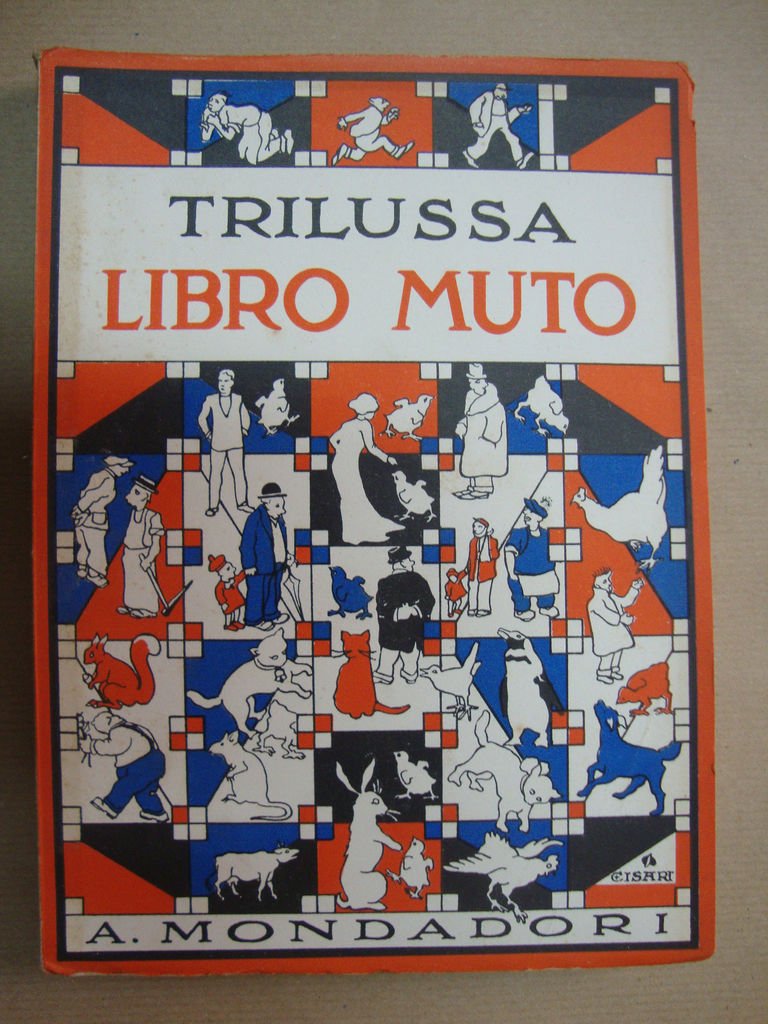 TRILUSSA
LIBRO MUTO
CISARI
A. MONDADORI